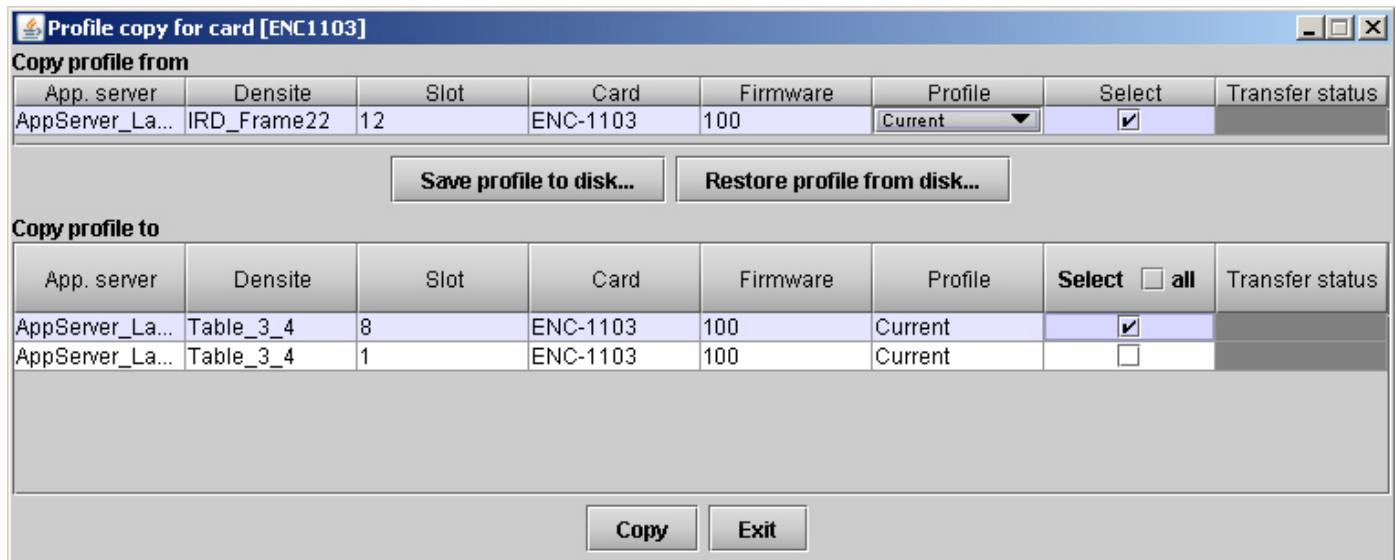 Profile copy for card [ENC1103]
Copy profile from
App. server Densite Slot Card Firmware Profile Select Transfer status
AppServer_La... IRD_Frame22 12 ENC-1103 100 Current
Save profile to disk... Restore profile from disk...
Copy profile to
App. server Densite Slot Card Firmware Profile Select all Transfer status
AppServer_La... Table_3_4 8 ENC-1103 100 Current
AppServer_La... Table_3_4 1 ENC-1103 100 Current
Copy Exit